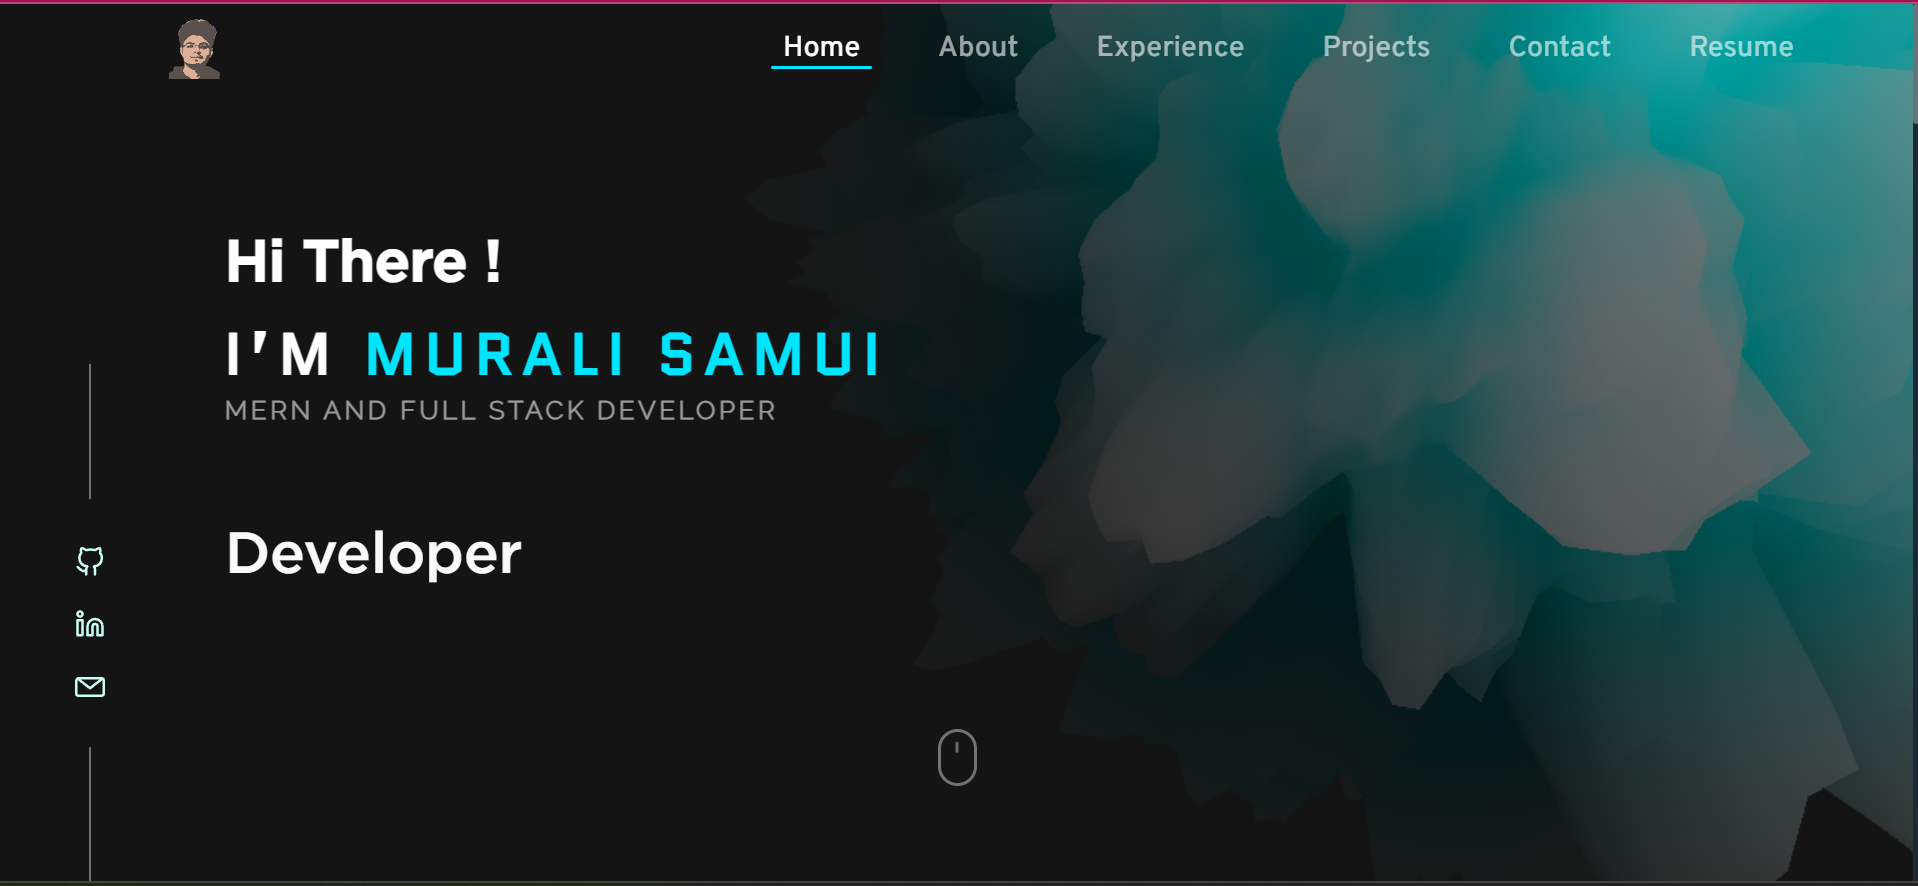 Home About Experience Projects Contact Resume
Hi There !
I'M MURALI SAMUI
MERN AND FULL STACK DEVELOPER
Developer